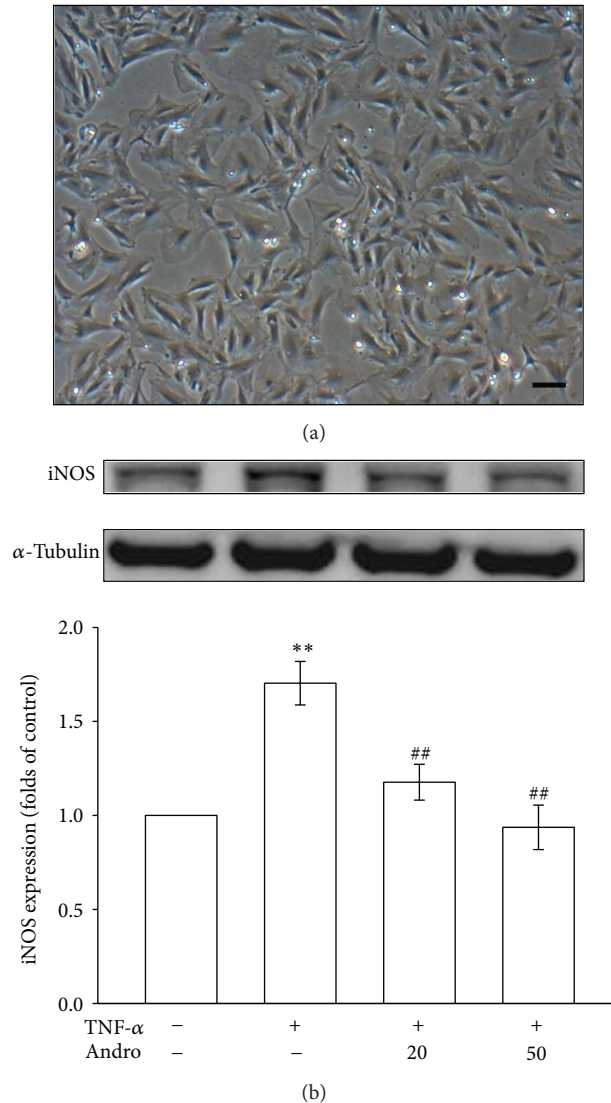 (a)
iNOS
α-Tubulin
iNOS expression (folds of control)
2.0
1.5
1.0
0.5
0.0
**
##
##
TNF-α − + + +
Andro − − 20 50
(b)